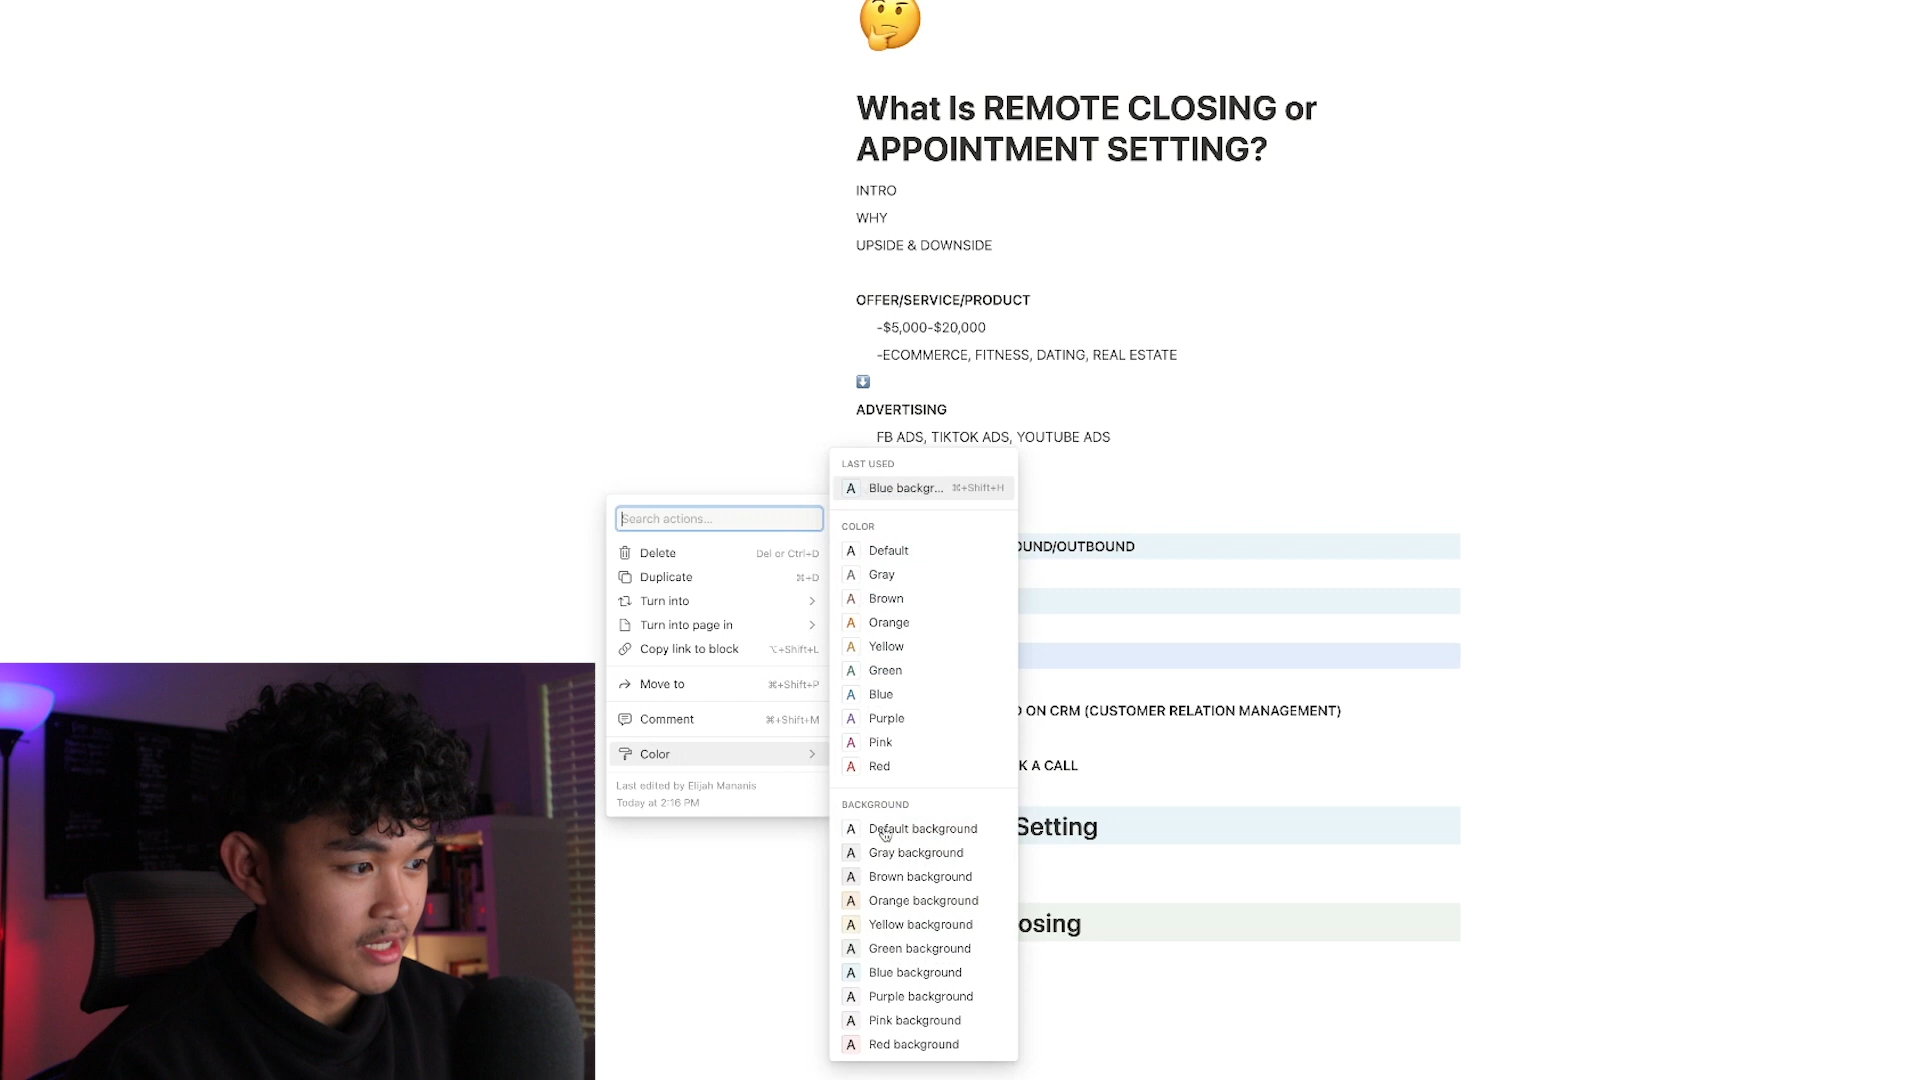 What Is REMOTE CLOSING or
APPOINTMENT SETTING?
INTRO
WHY
UPSIDE & DOWNSIDE
OFFER/SERVICE/PRODUCT
-$5,000-$20,000
-ECOMMERCE, FITNESS, DATING, REAL ESTATE
ADVERTISING
FB ADS, TIKTOK ADS, YOUTUBE ADS
Search actions...
Delete Del or Ctrl+D
Duplicate ⌘+D
Turn into
Turn into page in
Copy link to block ⌥+Shift+L
Move to ⌘+Shift+P
Comment ⌘+Shift+M
Color
Last edited by Elijah Mananis
Today at 2:16 PM
LAST USED
A Blue backgr... ⌘+Shift+H
COLOR
A Default
A Gray
A Brown
A Orange
A Yellow
A Green
A Blue
A Purple
A Pink
A Red
BACKGROUND
A Default background
A Gray background
A Brown background
A Orange background
A Yellow background
A Green background
A Blue background
A Purple background
A Pink background
A Red background
OUND/OUTBOUND
ON CRM (CUSTOMER RELATION MANAGEMENT)
K A CALL
Setting
osing